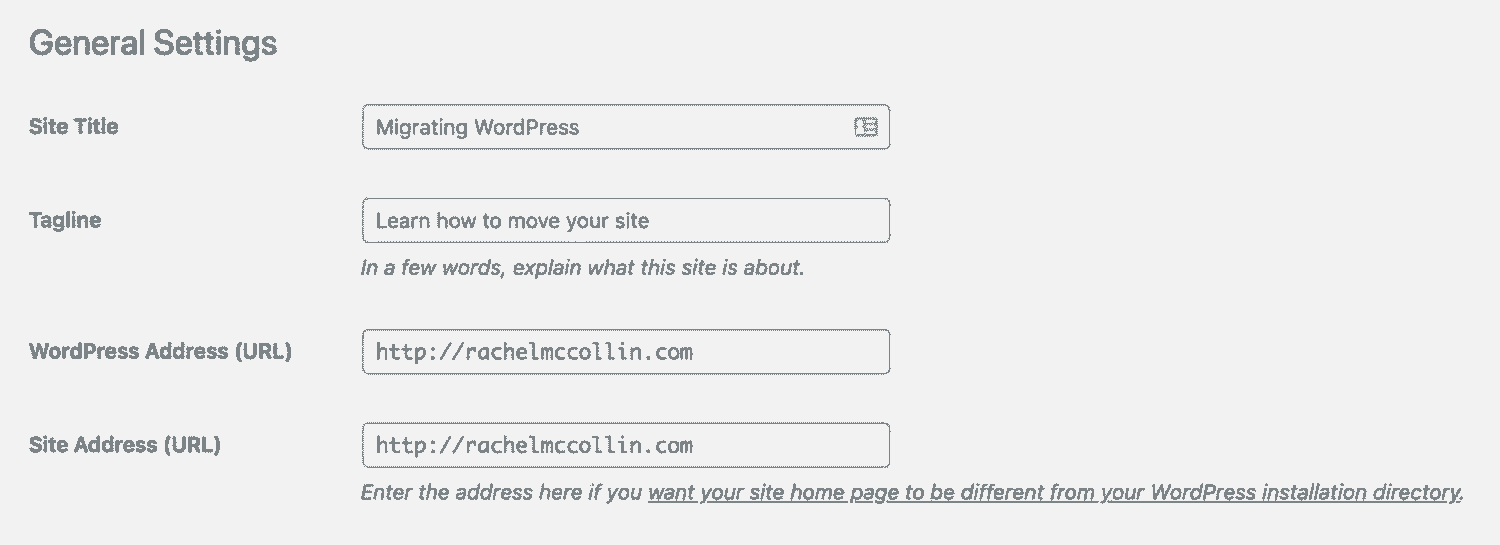 General Settings
Site Title
Migrating WordPress
Tagline
Learn how to move your site
In a few words, explain what this site is about.
WordPress Address (URL)
http://rachelmccollin.com
Site Address (URL)
http://rachelmccollin.com
Enter the address here if you want your site home page to be different from your WordPress installation directory.